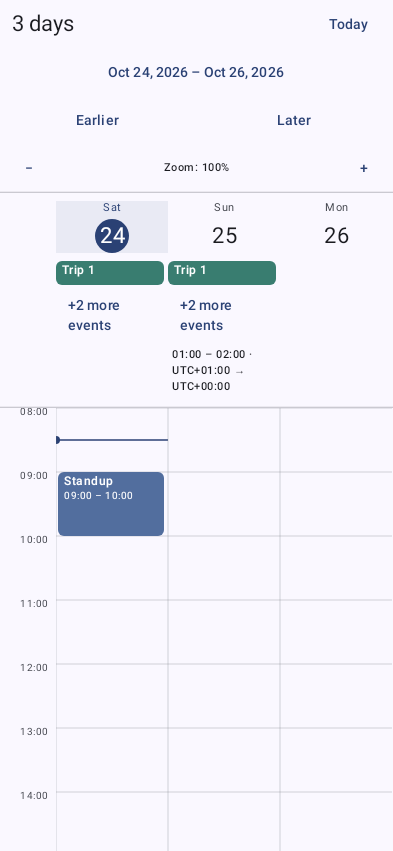 3 days
Today
Oct 24, 2026 – Oct 26, 2026
Earlier
Later
–
Zoom: 100%
+
Sat
Sun
Mon
24
25
26
Trip 1
Trip 1
+2 more
events
+2 more
events
01:00 – 02:00 ·
UTC+01:00 →
UTC+00:00
08:00
09:00
Standup
09:00 – 10:00
10:00
11:00
12:00
13:00
14:00